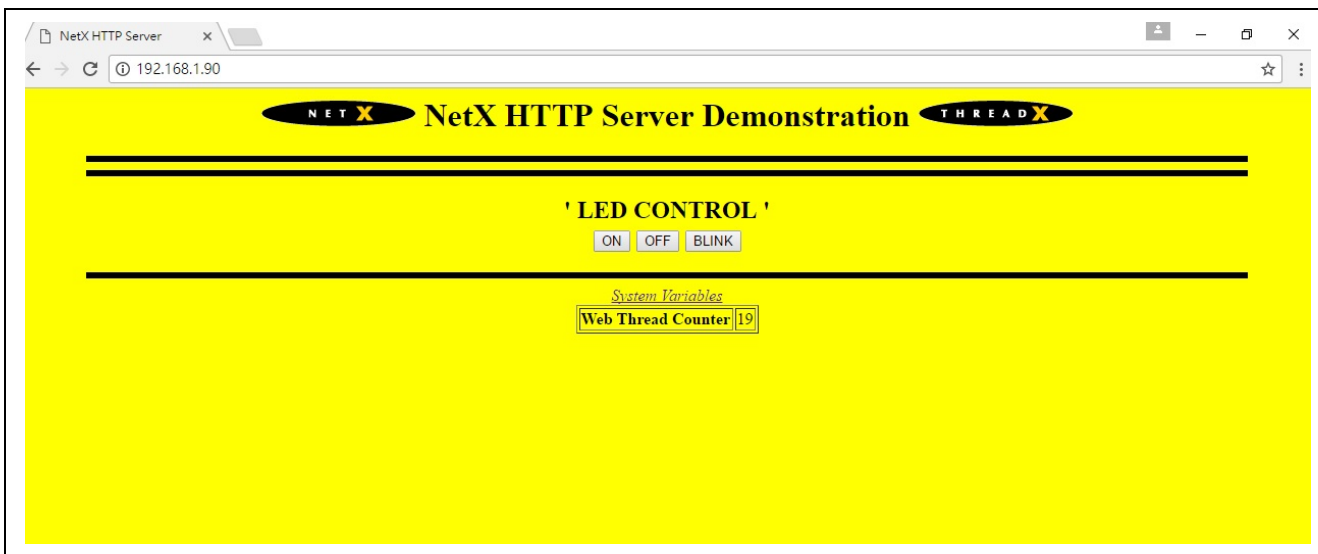 NetX HTTP Server
192.168.1.90
NET X NetX HTTP Server Demonstration THREADX
' LED CONTROL '
ON OFF BLINK
System Variables
Web Thread Counter 19